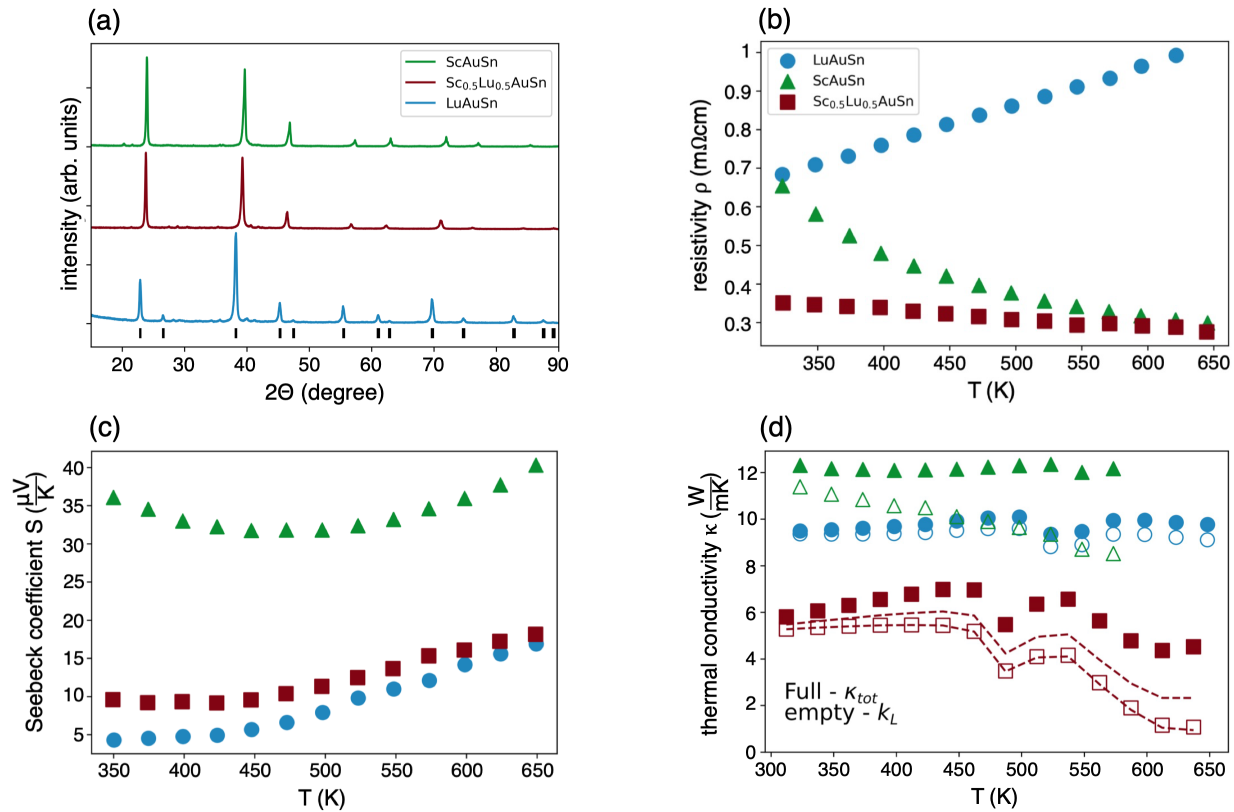 (a)
ScAuSn
Sc0.5Lu0.5AuSn
LuAuSn
intensity (arb. units)
20 30 40 50 60 70 80 90
2Θ (degree)
(b)
LuAuSn
ScAuSn
Sc0.5Lu0.5AuSn
resistivity ρ (mΩcm)
1
0.9
0.8
0.7
0.6
0.5
0.4
0.3
350 400 450 500 550 600 650
T (K)
(c)
Seebeck coefficient S (μV/K)
40
35
30
25
20
15
10
5
350 400 450 500 550 600 650
T (K)
(d)
thermal conductivity κ (W/mK)
12
10
8
6
4
2
0
Full - κtot
empty - kL
300 350 400 450 500 550 600 650
T (K)